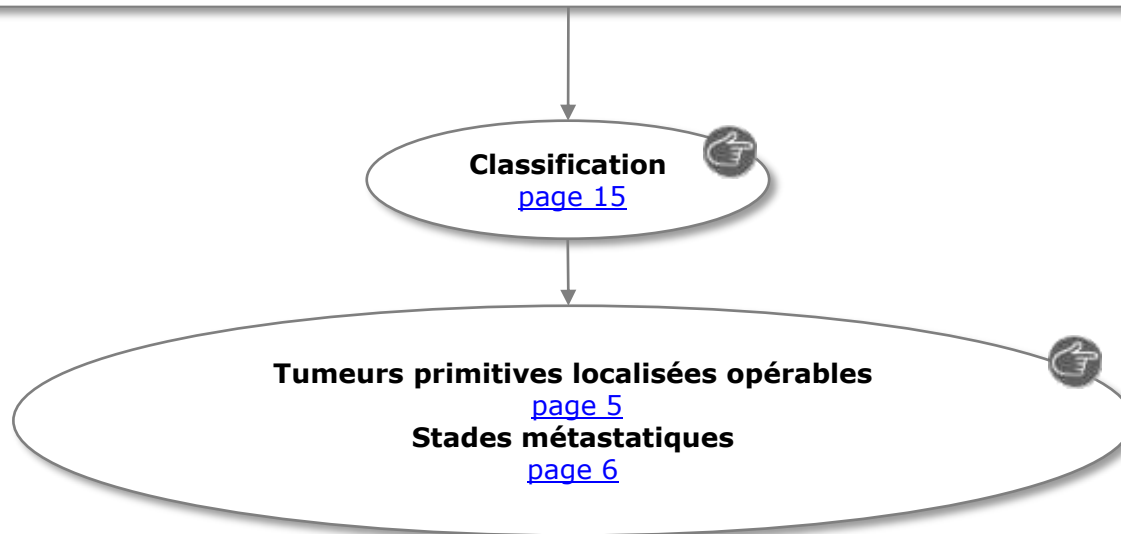 Classification
page 15
Tumeurs primitives localisées opérables
page 5
Stades métastatiques
page 6